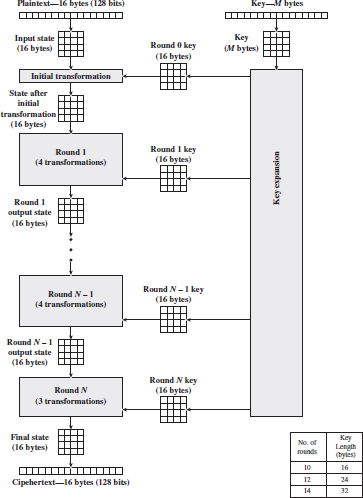 Plaintext—16 bytes (128 bits)
Key—M bytes
Input state
(16 bytes)
Round 0 key
(16 bytes)
Key
(M bytes)
Initial transformation
State after
initial
transformation
(16 bytes)
Round 1
(4 transformations)
Round 1 key
(16 bytes)
Key expansion
Round 1
output state
(16 bytes)
Round N – 1
(4 transformations)
Round N – 1 key
(16 bytes)
Round N – 1
output state
(16 bytes)
Round N
(3 transformations)
Round N key
(16 bytes)
Final state
(16 bytes)
Ciphertext—16 bytes (128 bits)
No. of
rounds
Key
Length
(bytes)
10 16
12 24
14 32